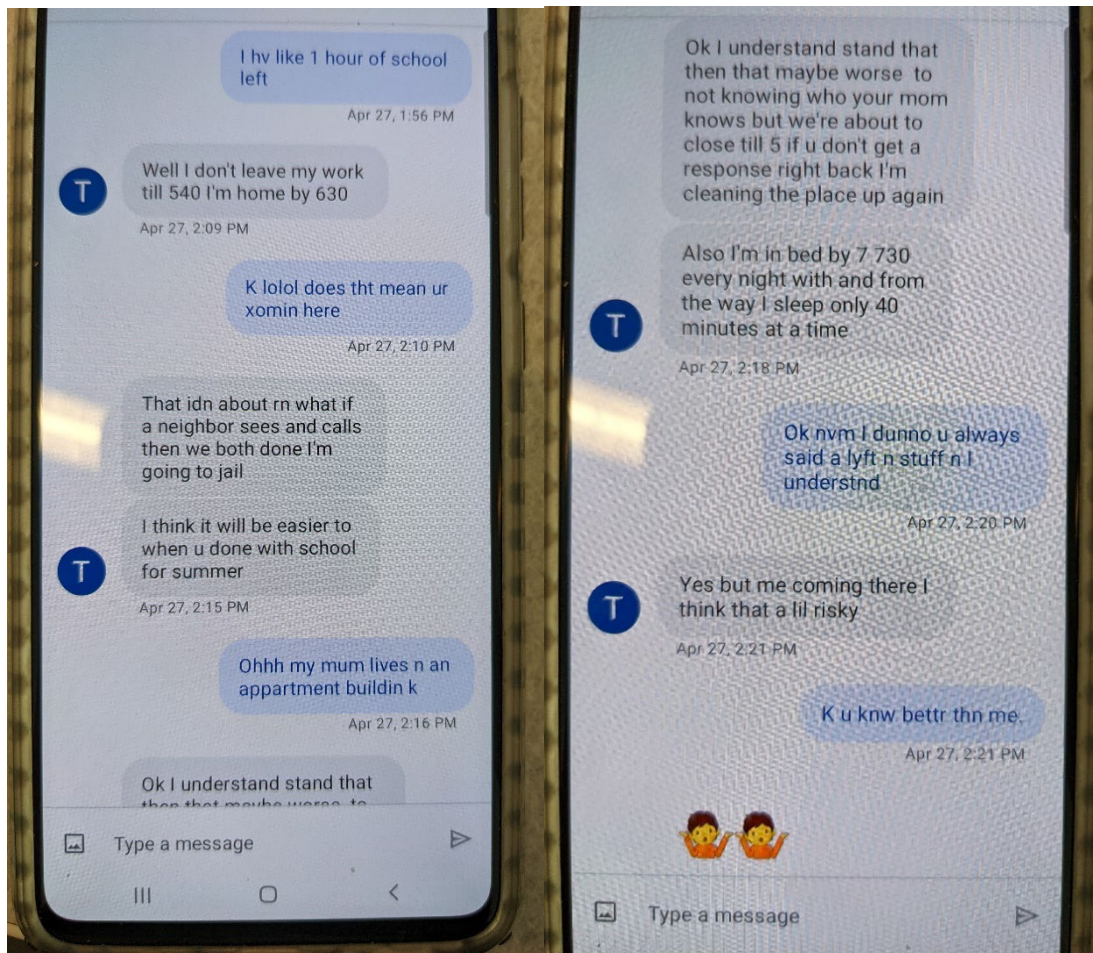 I hv like 1 hour of school
left
Apr 27, 1:56 PM
Well I don't leave my work
till 540 I'm home by 630
T
Apr 27, 2:09 PM
K lolol does tht mean ur
xomin here
Apr 27, 2:10 PM
That idn about rn what if
a neighbor sees and calls
then we both done I'm
going to jail
I think it will be easier to
when u done with school
for summer
T
Apr 27, 2:15 PM
Ohhh my mum lives n an
appartment buildin k
Apr 27, 2:16 PM
Ok I understand stand that
then that maybe worse to
Type a message
Ok I understand stand that
then that maybe worse to
not knowing who your mom
knows but we're about to
close till 5 if u don't get a
response right back I'm
cleaning the place up again
Also I'm in bed by 7 730
every night with and from
the way I sleep only 40
minutes at a time
T
Apr 27, 2:18 PM
Ok nvm I dunno u always
said a lyft n stuff n I
understnd
Apr 27, 2:20 PM
Yes but me coming there I
think that a lil risky
T
Apr 27, 2:21 PM
K u knw bettr thn me.
Apr 27, 2:21 PM
Type a message